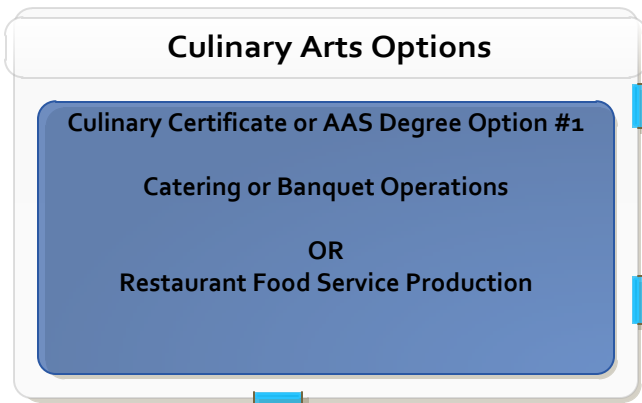 Culinary Arts Options
Culinary Certificate or AAS Degree Option #1
Catering or Banquet Operations
OR
Restaurant Food Service Production